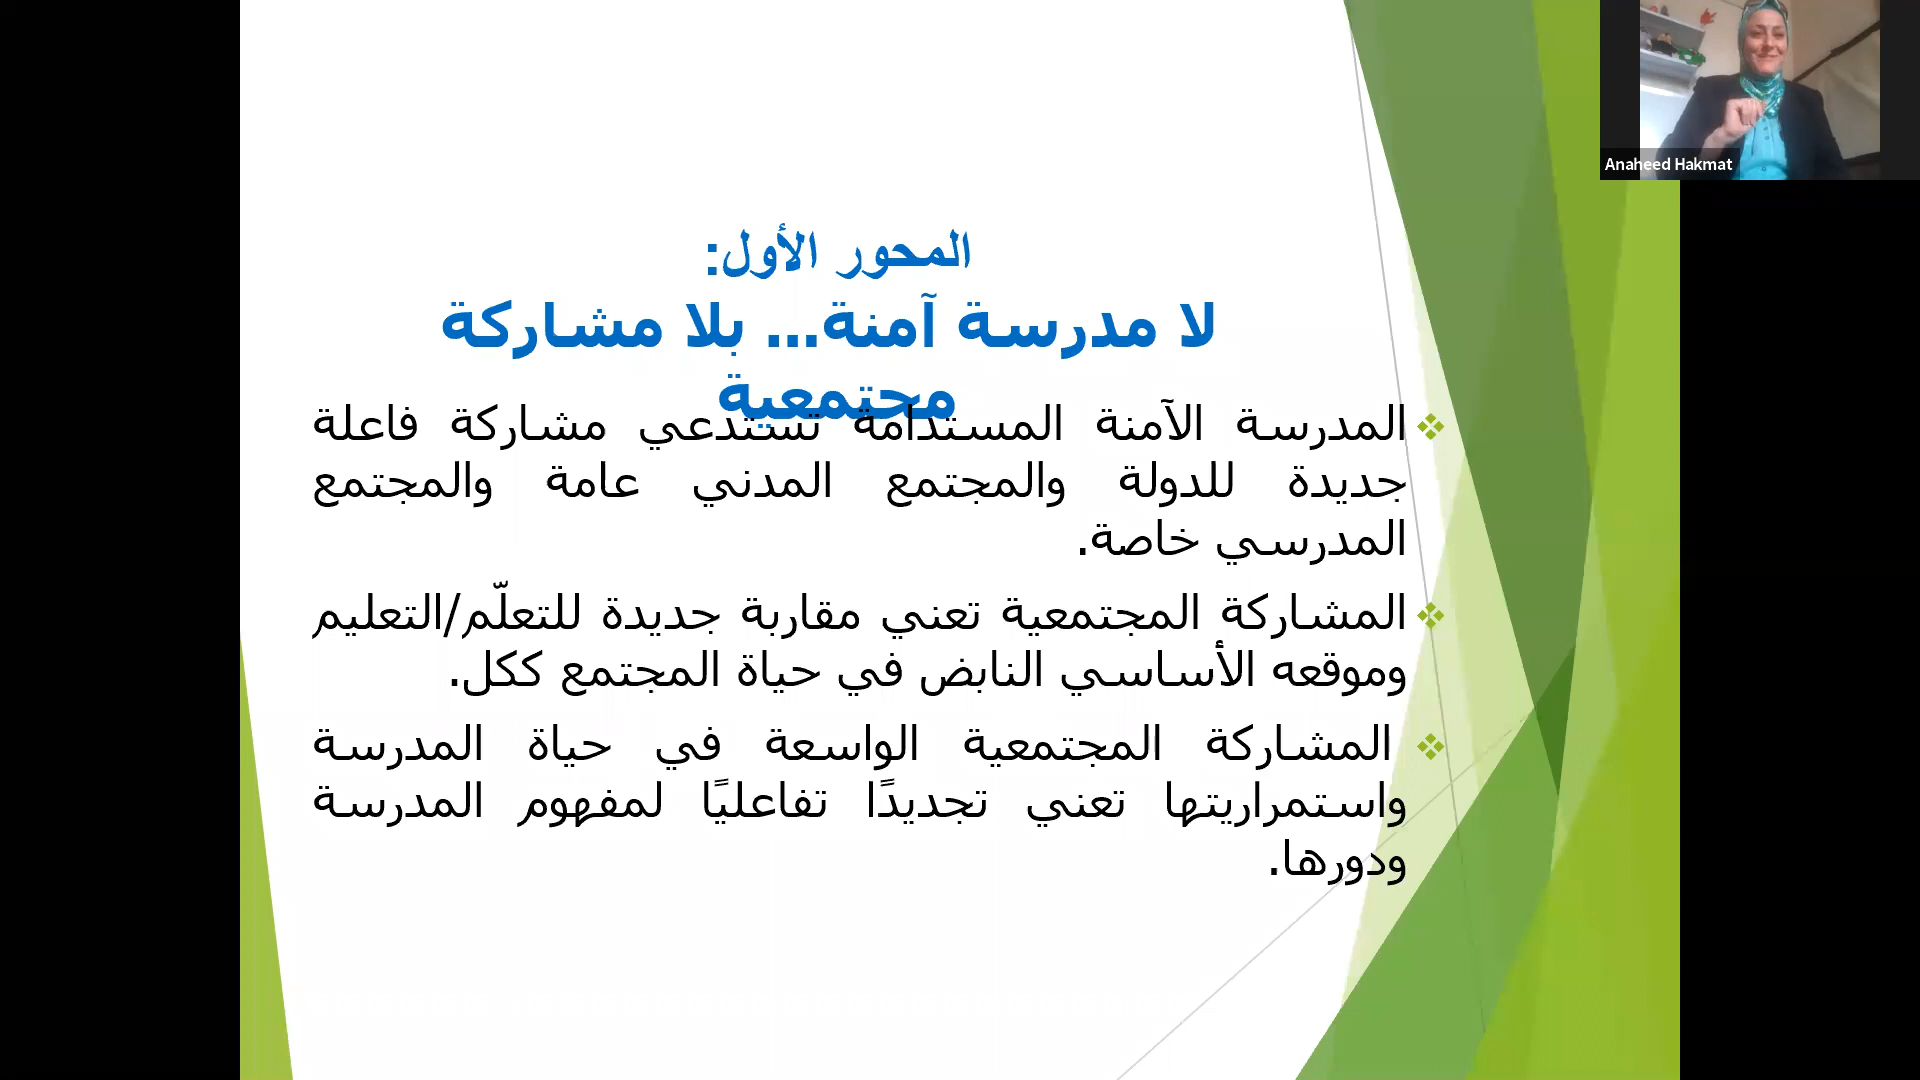 المحور الأول:
لا مدرسة آمنة... بلا مشاركة
مجتمعية
❖ المدرسة الآمنة المستدامة تستدعي مشاركة فاعلة
جديدة للدولة والمجتمع المدني عامة والمجتمع
المدرسي خاصة.
❖ المشاركة المجتمعية تعني مقاربة جديدة للتعلّم/التعليم
وموقعه الأساسي النابض في حياة المجتمع ككل.
❖ المشاركة المجتمعية الواسعة في حياة المدرسة
واستمراريتها تعني تجديدًا تفاعليًا لمفهوم المدرسة
ودورها.
Anaheed Hakmat